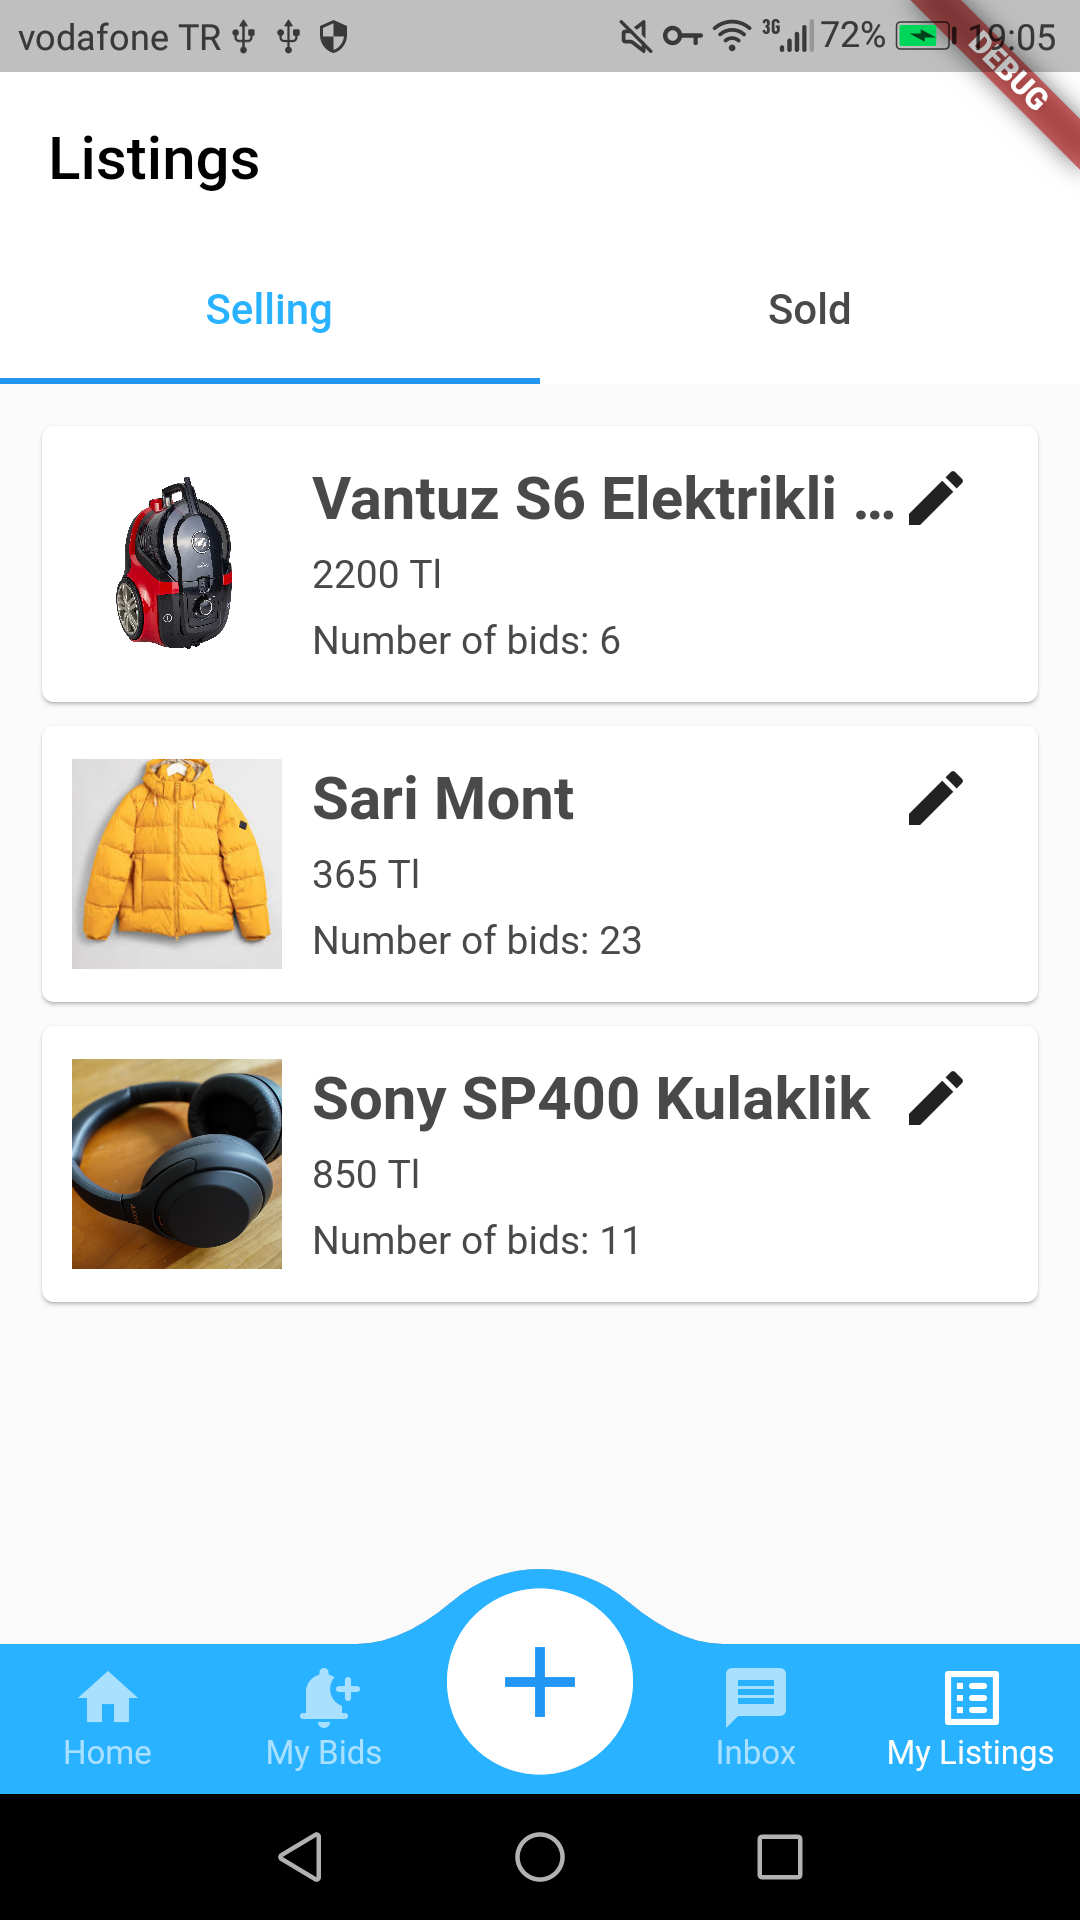 vodafone TR 3G 72% 19:05
DEBUG
Listings
Selling Sold
Vantuz S6 Elektrikli ...
2200 Tl
Number of bids: 6
Sari Mont
365 Tl
Number of bids: 23
Sony SP400 Kulaklik
850 Tl
Number of bids: 11
Home My Bids Inbox My Listings